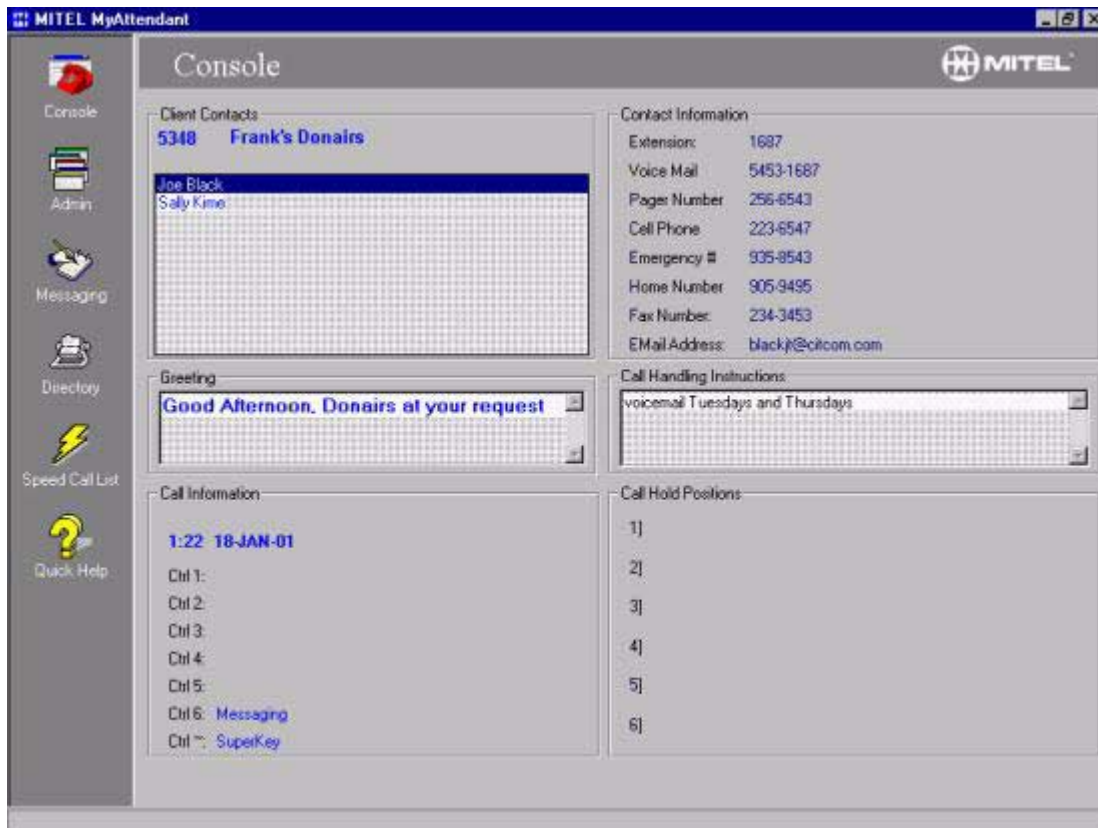 MITEL MyAttendant
Console
MITEL
Console
Admin
Messaging
Directory
Speed Call List
Quick Help
Client Contacts
5348 Frank's Donairs
Joe Black
Sally Kime
Contact Information
Extension: 1687
Voice Mail 5453-1687
Pager Number 256-6543
Cell Phone 223-6547
Emergency # 935-8543
Home Number 905-9495
Fax Number: 234-3453
EMail Address: blackjt@citcom.com
Greeting
Good Afternoon, Donairs at your request
Call Handling Instructions
voicemail Tuesdays and Thursdays
Call Information
1:22 18-JAN-01
Ctrl 1:
Ctrl 2:
Ctrl 3:
Ctrl 4:
Ctrl 5:
Ctrl 6: Messaging
Ctrl ~: SuperKey
Call Hold Positions
1]
2]
3]
4]
5]
6]